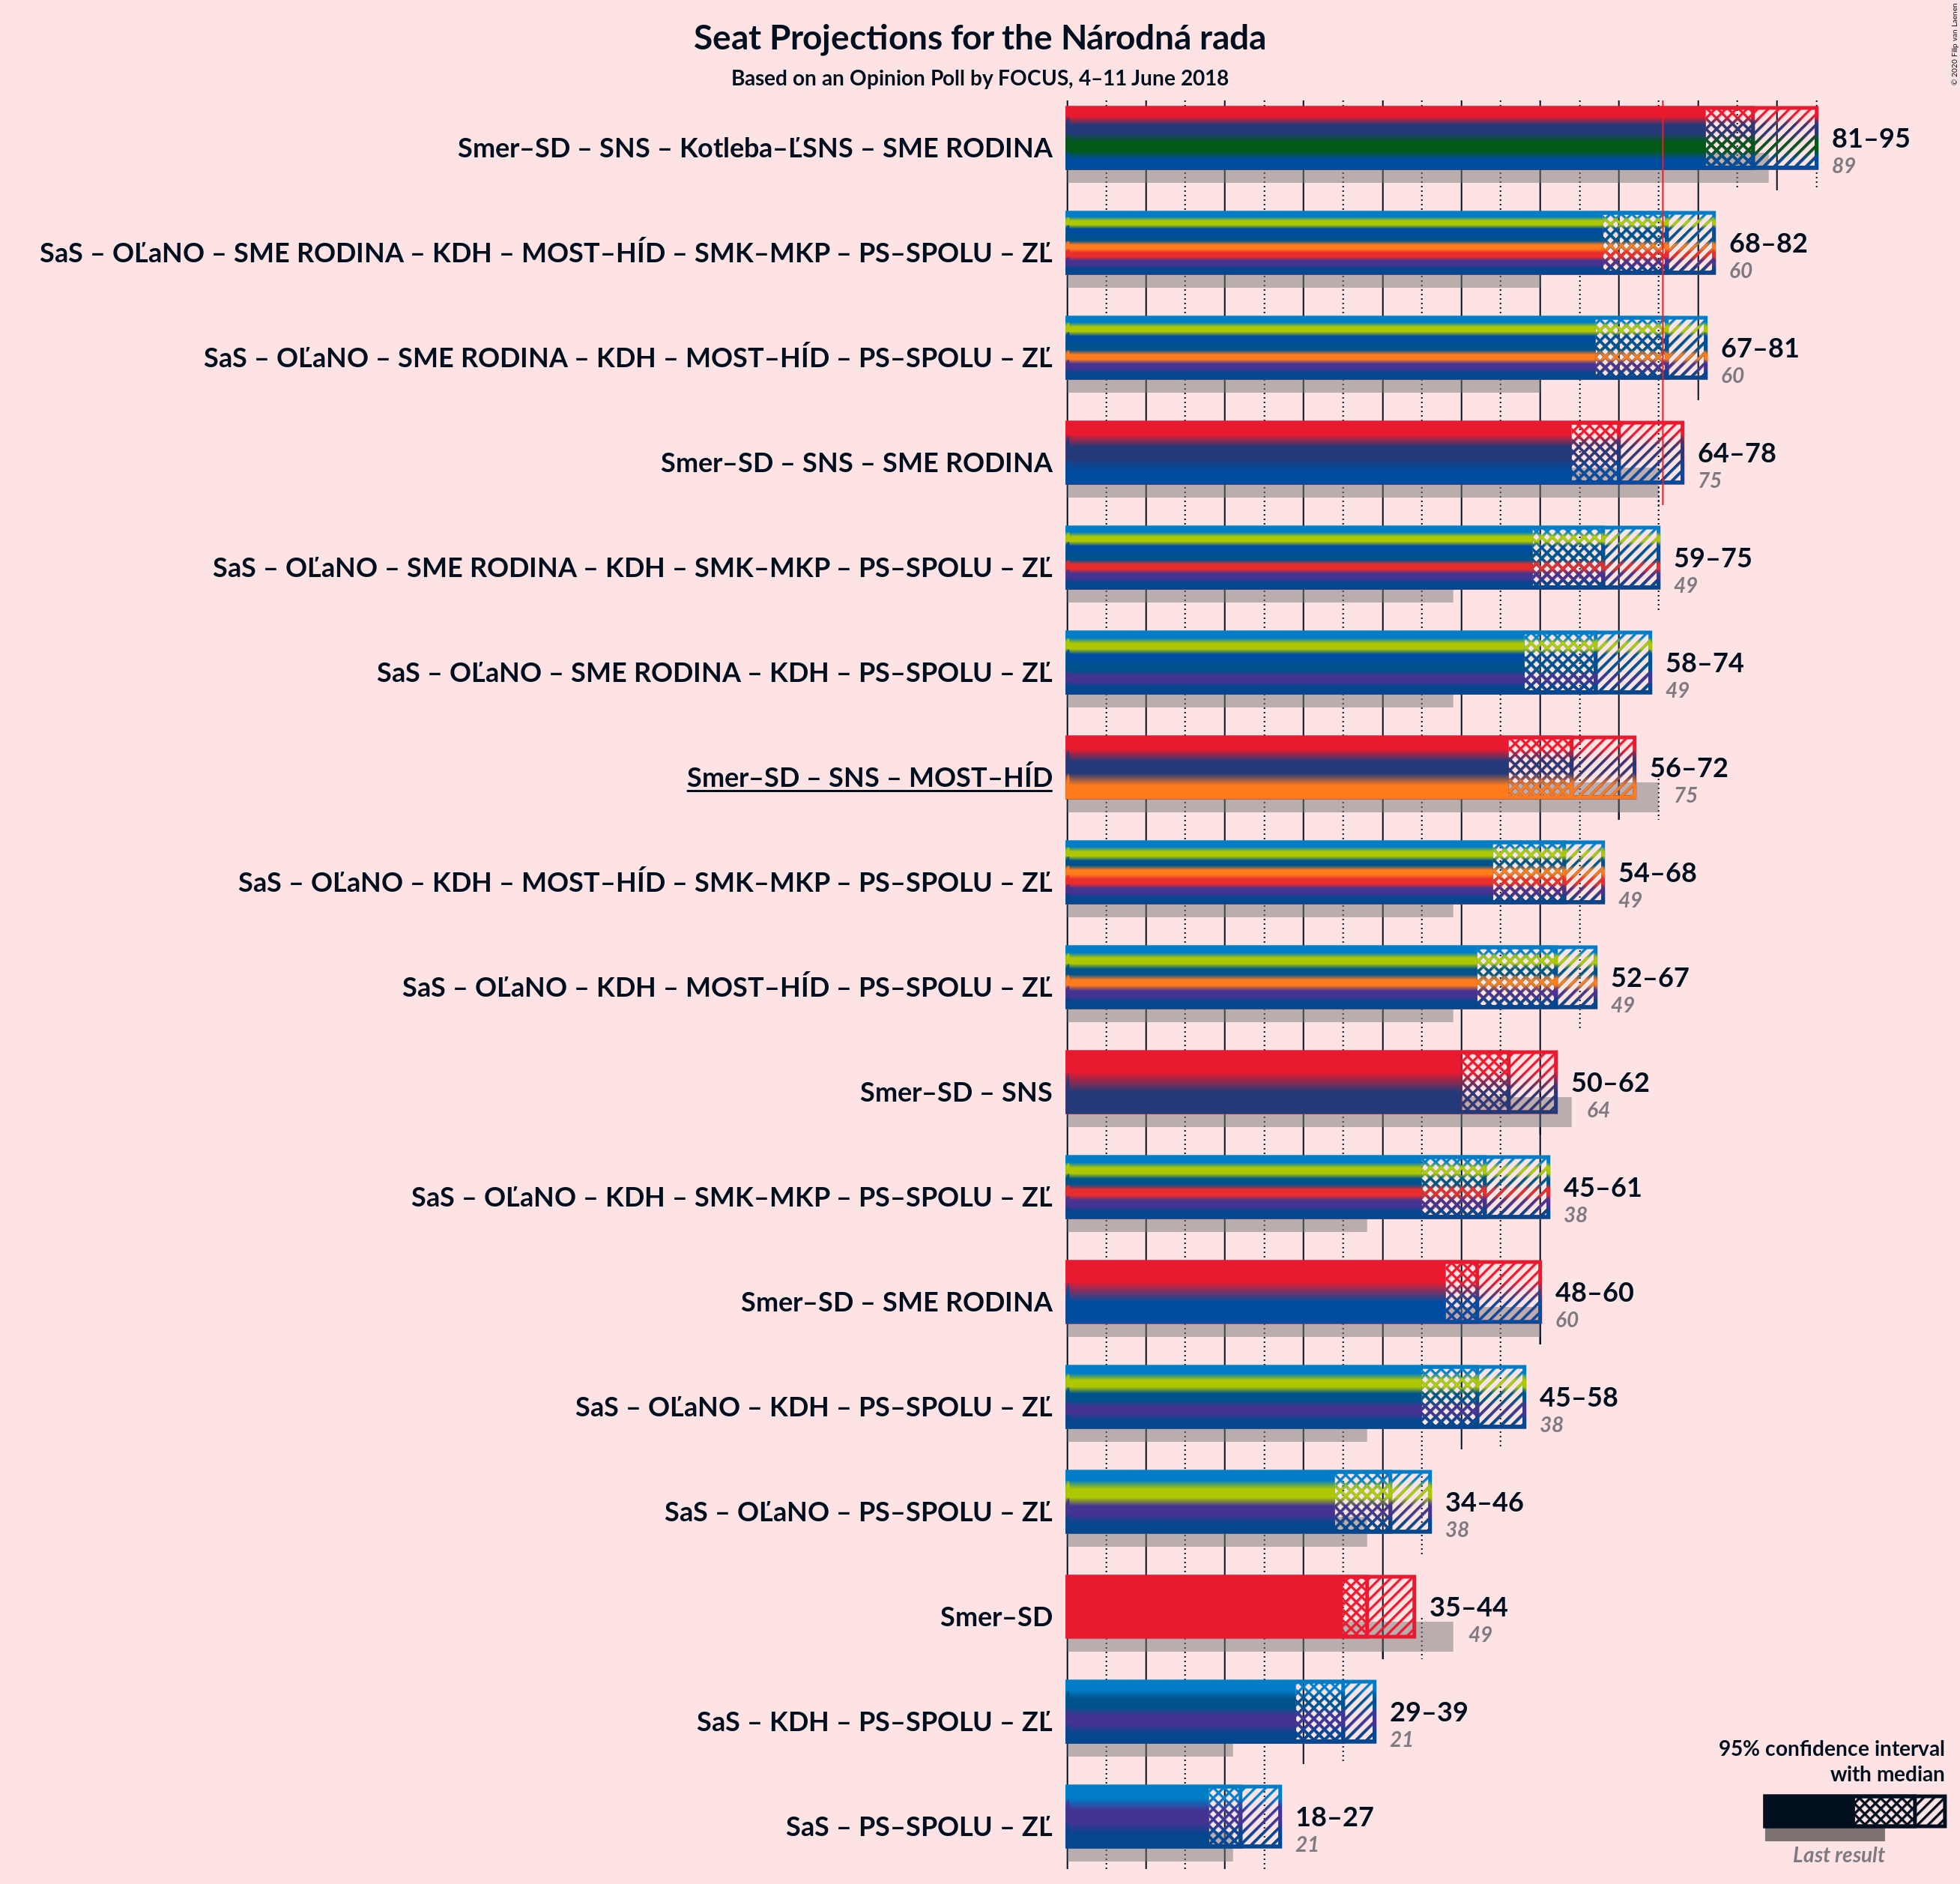 Seat Projections for the Národná rada
Based on an Opinion Poll by FOCUS, 4–11 June 2018
© 2020 Filip van Laenen
Smer–SD – SNS – Kotleba–ĽSNS – SME RODINA
81–95
89
SaS – OĽaNO – SME RODINA – KDH – MOST–HÍD – SMK–MKP – PS–SPOLU – ZĽ
68–82
60
SaS – OĽaNO – SME RODINA – KDH – MOST–HÍD – PS–SPOLU – ZĽ
67–81
60
Smer–SD – SNS – SME RODINA
64–78
75
SaS – OĽaNO – SME RODINA – KDH – SMK–MKP – PS–SPOLU – ZĽ
59–75
49
SaS – OĽaNO – SME RODINA – KDH – PS–SPOLU – ZĽ
58–74
49
Smer–SD – SNS – MOST–HÍD
56–72
75
SaS – OĽaNO – KDH – MOST–HÍD – SMK–MKP – PS–SPOLU – ZĽ
54–68
49
SaS – OĽaNO – KDH – MOST–HÍD – PS–SPOLU – ZĽ
52–67
49
Smer–SD – SNS
50–62
64
SaS – OĽaNO – KDH – SMK–MKP – PS–SPOLU – ZĽ
45–61
38
Smer–SD – SME RODINA
48–60
60
SaS – OĽaNO – KDH – PS–SPOLU – ZĽ
45–58
38
SaS – OĽaNO – PS–SPOLU – ZĽ
34–46
38
Smer–SD
35–44
49
SaS – KDH – PS–SPOLU – ZĽ
29–39
21
SaS – PS–SPOLU – ZĽ
18–27
21
95% confidence interval
with median
Last result